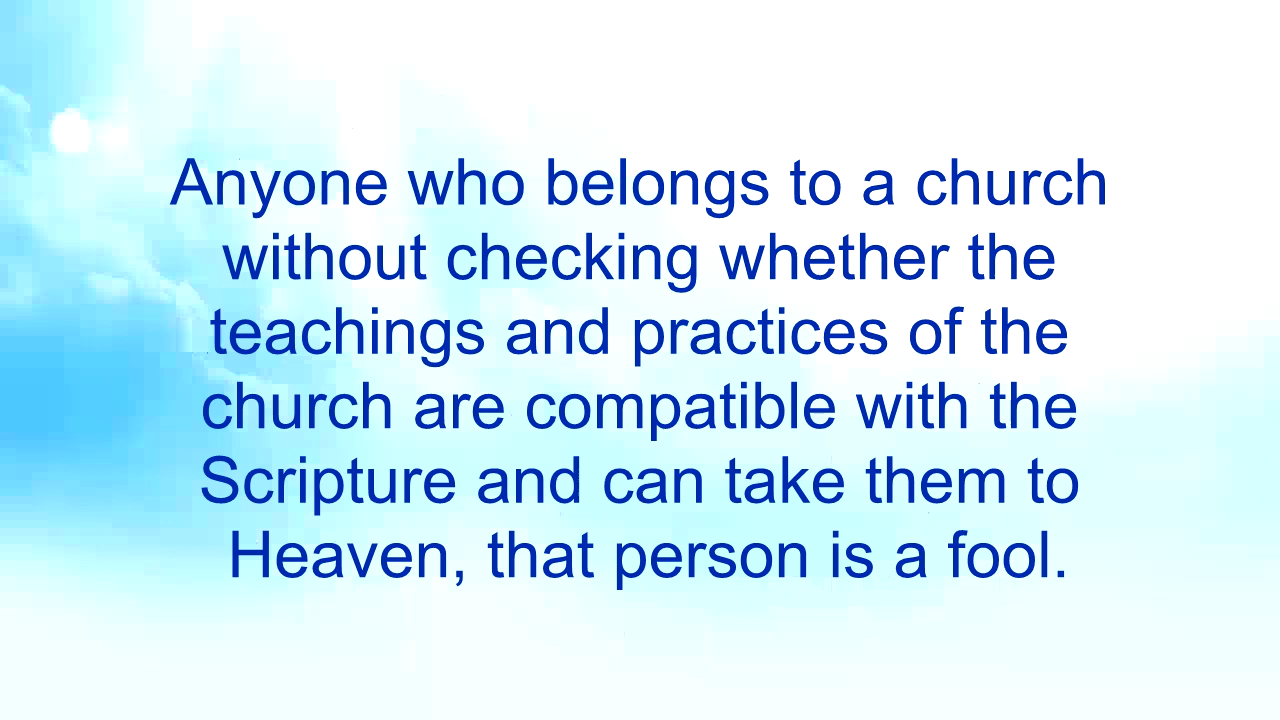 Anyone who belongs to a church
without checking whether the
teachings and practices of the
church are compatible with the
Scripture and can take them to
Heaven, that person is a fool.